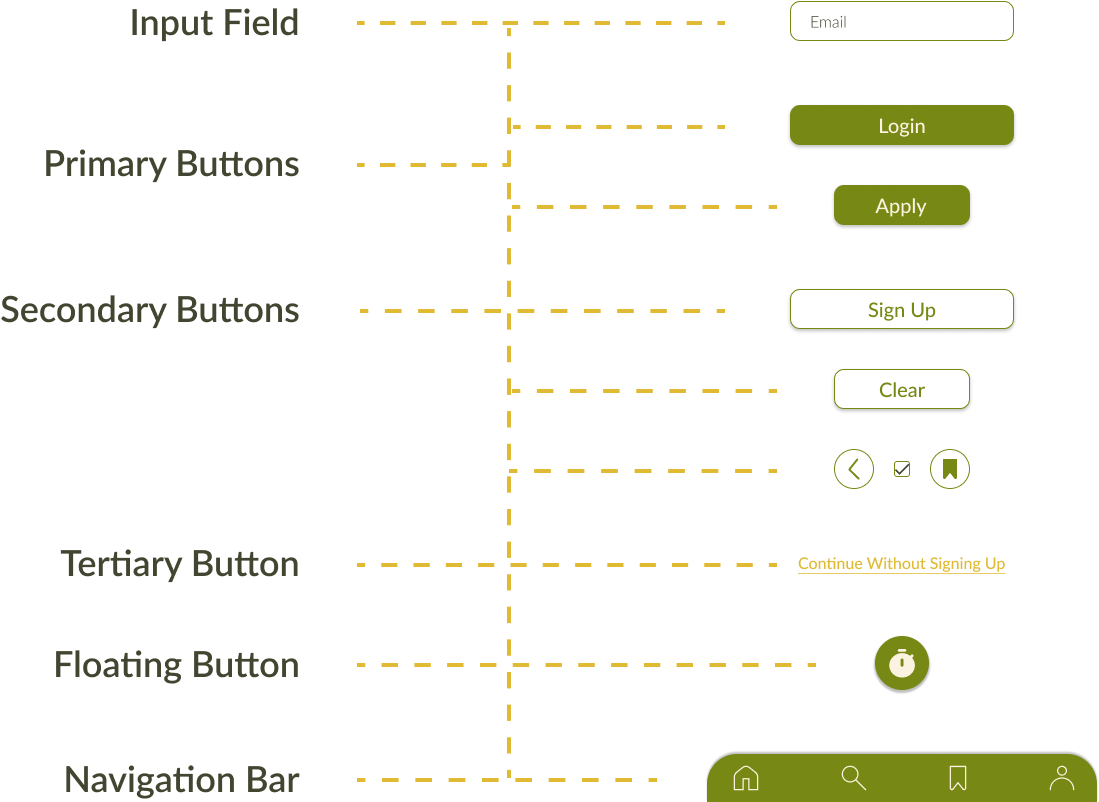 Input Field
Email
Login
Primary Buttons
Apply
Secondary Buttons
Sign Up
Clear
Tertiary Button
Continue Without Signing Up
Floating Button
Navigation Bar